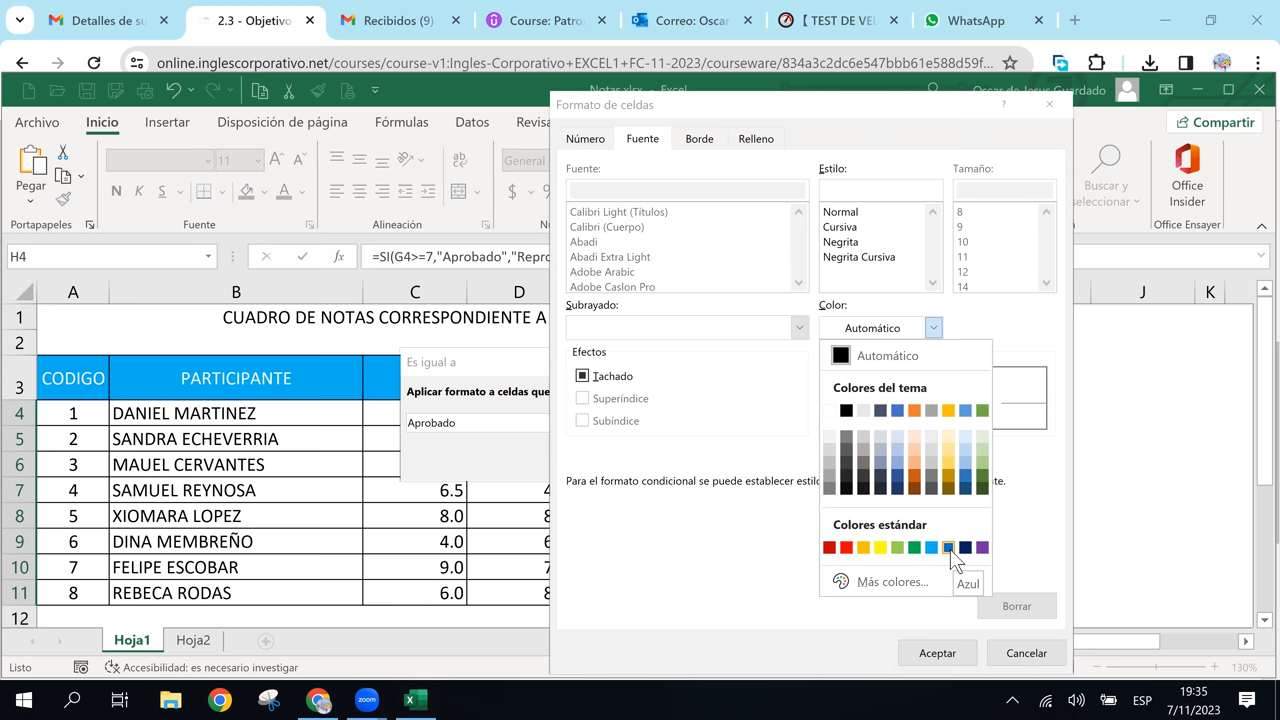 Detalles de su
2.3 - Objetivo
Recibidos (9)
Course: Patro
Correo: Oscar
【 TEST DE VEL
WhatsApp
online.inglescorporativo.net/courses/course-v1:Ingles-Corporativo+EXCEL1+FC-11-2023/courseware/834a3c2dc6e547bbb61e588d59f...
Notas.xlsx - Excel
Oscar de Jesus Guardado
Archivo Inicio Insertar Disposición de página Fórmulas Datos Revisa
Compartir
Pegar
11
General
Buscar y
seleccionar
Office
Insider
Portapapeles
Fuente
Alineación
Office Ensayer
H4
fx
=SI(G4>=7,"Aprobado","Repro
A B C D J K
1 CUADRO DE NOTAS CORRESPONDIENTE A
2
3 CODIGO PARTICIPANTE
4 1 DANIEL MARTINEZ
5 2 SANDRA ECHEVERRIA
6 3 MAUEL CERVANTES
7 4 SAMUEL REYNOSA 6.5 4
8 5 XIOMARA LOPEZ 8.0 8
9 6 DINA MEMBREÑO 4.0 6
10 7 FELIPE ESCOBAR 9.0 7
11 8 REBECA RODAS 6.0 8
12
Es igual a
Aplicar formato a celdas que
Aprobado
Formato de celdas
?
Número Fuente Borde Relleno
Fuente:
Calibri Light (Títulos)
Calibri (Cuerpo)
Abadi
Abadi Extra Light
Adobe Arabic
Adobe Caslon Pro
Estilo:
Normal
Cursiva
Negrita
Negrita Cursiva
Tamaño:
8
9
10
11
12
14
Subrayado:
Color:
Automático
Efectos
Tachado
Superíndice
Subíndice
Automático
Colores del tema
Colores estándar
Más colores...
Azul
Para el formato condicional se puede establecer estilo
te.
Borrar
Aceptar
Cancelar
Hoja1
Hoja2
Listo
Accesibilidad: es necesario investigar
130%
zoom
ESP
19:35
7/11/2023